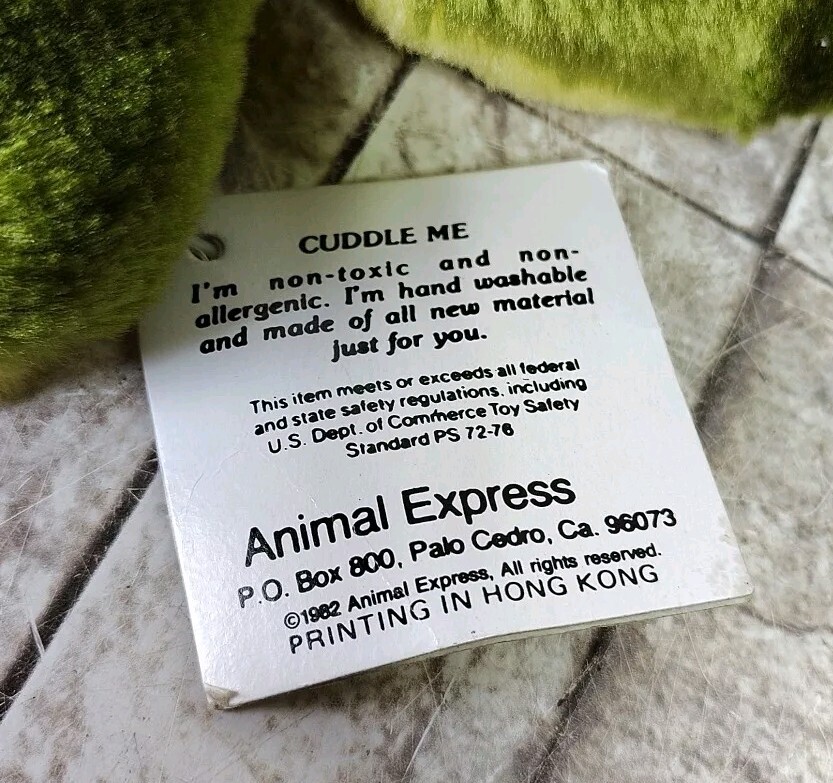 CUDDLE ME
I'm non-toxic and non-
allergenic. I'm hand washable
and made of all new material
just for you.
This item meets or exceeds all federal
and state safety regulations, including
U.S. Dept. of Commerce Toy Safety
Standard PS 72-76
Animal Express
P.O. Box 800, Palo Cedro, Ca. 96073
©1982 Animal Express, All rights reserved.
PRINTING IN HONG KONG